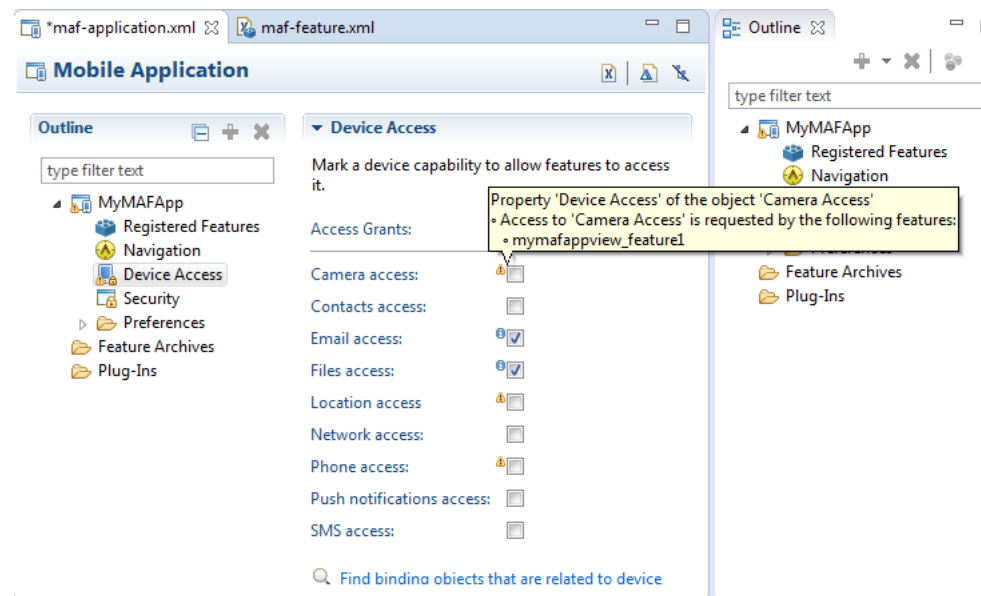 *maf-application.xml
maf-feature.xml
Mobile Application
Outline
type filter text
MyMAFApp
Registered Features
Navigation
Device Access
Security
Preferences
Feature Archives
Plug-Ins
Device Access
Mark a device capability to allow features to access
it.
Access Grants:
Property 'Device Access' of the object 'Camera Access'
Access to 'Camera Access' is requested by the following features:
mymafappview_feature1
Camera access:
Contacts access:
Email access:
Files access:
Location access
Network access:
Phone access:
Push notifications access:
SMS access:
Find binding objects that are related to device
Outline
type filter text
MyMAFApp
Registered Features
Navigation
Feature Archives
Plug-Ins